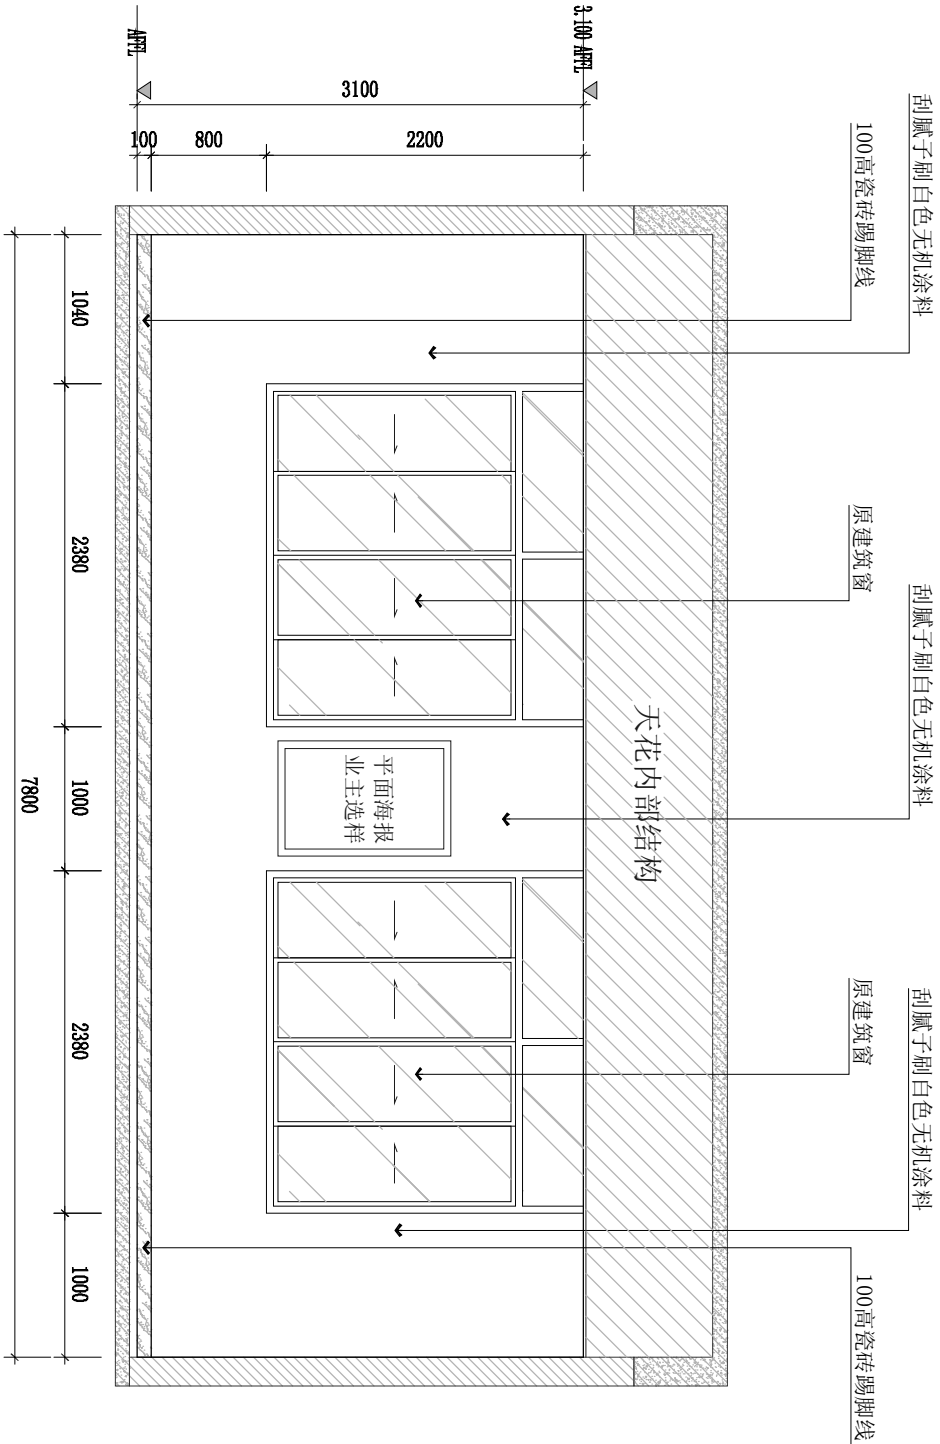 刮腻子刷白色无机涂料
100高瓷砖踢脚线
原建筑窗
刮腻子刷白色无机涂料
原建筑窗
刮腻子刷白色无机涂料
100高瓷砖踢脚线
3.100 AFFL
AFFL
3100
2200
800
100
天花内部结构
平面海报
业主选样
1040
2380
1000
2380
1000
7800